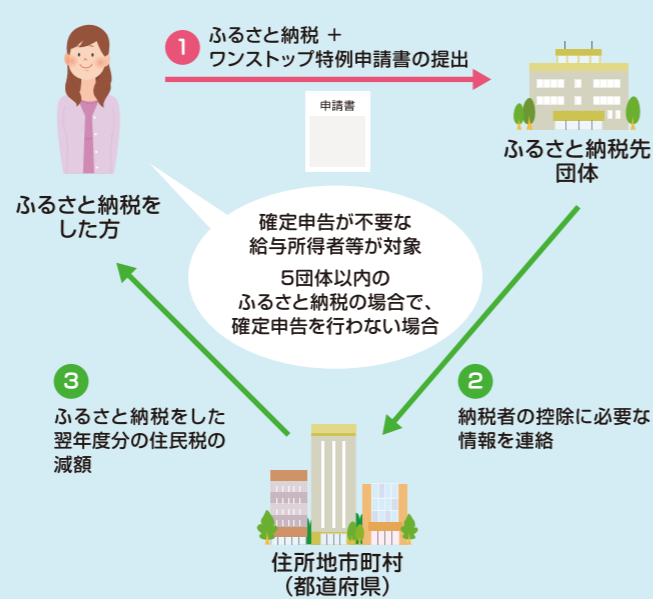 1
ふるさと納税 +
ワンストップ特例申請書の提出
申請書
ふるさと納税先
団体
ふるさと納税を
した方
確定申告が不要な
給与所得者等が対象
5団体以内の
ふるさと納税の場合で、
確定申告を行わない場合
2
納税者の控除に必要な
情報を連絡
3
ふるさと納税をした
翌年度分の住民税の
減額
住所地市町村
（都道府県）